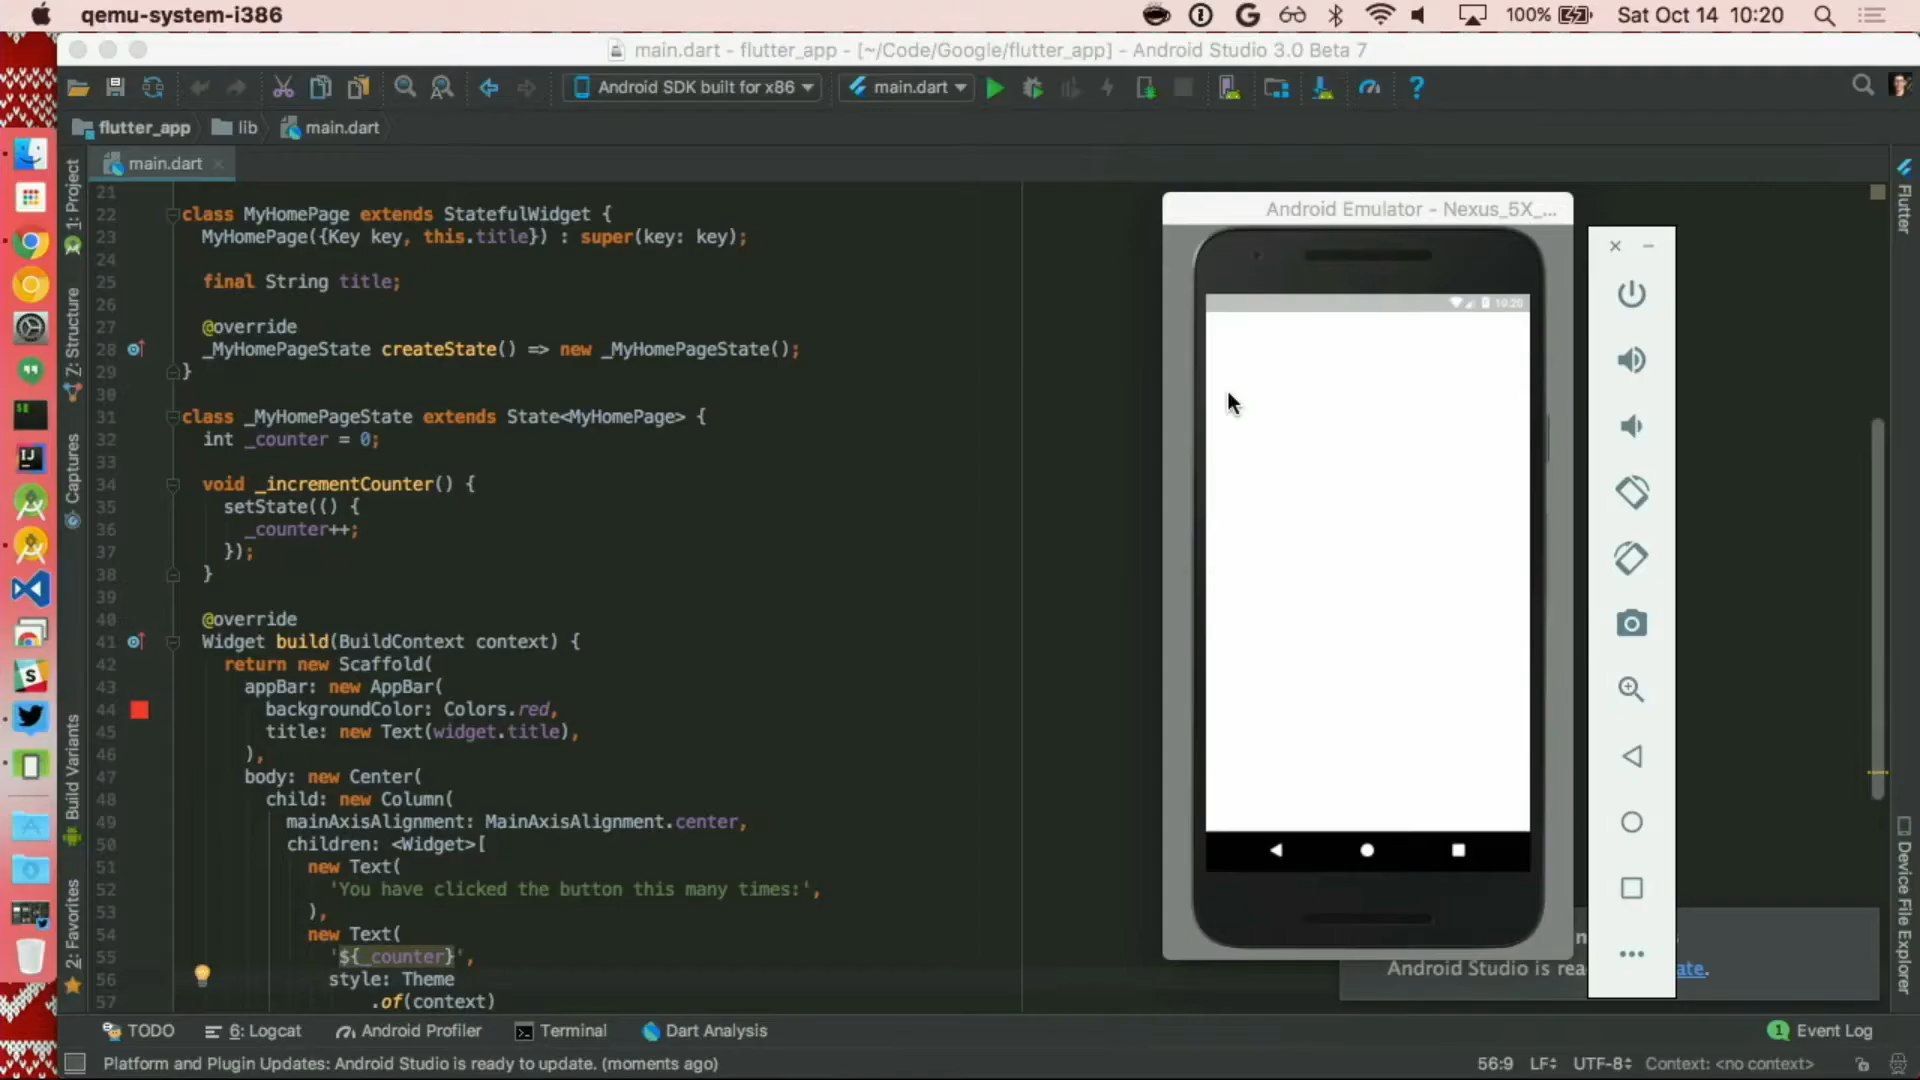 qemu-system-i386
100%
Sat Oct 14 10:20
main.dart - flutter_app - [~/Code/Google/flutter_app] - Android Studio 3.0 Beta 7
Android SDK built for x86
main.dart
flutter_app
lib
main.dart
main.dart
1: Project
7: Structure
Captures
Build Variants
2: Favorites
21
22 class MyHomePage extends StatefulWidget {
23 MyHomePage({Key key, this.title}) : super(key: key);
24
25 final String title;
26
27 @override
28 _MyHomePageState createState() => new _MyHomePageState();
29 }
30
31 class _MyHomePageState extends State<MyHomePage> {
32 int _counter = 0;
33
34 void _incrementCounter() {
35 setState(() {
36 _counter++;
37 });
38 }
39
40 @override
41 Widget build(BuildContext context) {
42 return new Scaffold(
43 appBar: new AppBar(
44 backgroundColor: Colors.red,
45 title: new Text(widget.title),
46 ),
47 body: new Center(
48 child: new Column(
49 mainAxisAlignment: MainAxisAlignment.center,
50 children: <Widget>[
51 new Text(
52 'You have clicked the button this many times:',
53 ),
54 new Text(
55 '${_counter}',
56 style: Theme
57 .of(context)
Android Emulator - Nexus_5X_...
10:20
Android Studio is rea
ate.
Flutter
Device File Explorer
TODO
6: Logcat
Android Profiler
Terminal
Dart Analysis
1 Event Log
Platform and Plugin Updates: Android Studio is ready to update. (moments ago)
56:9
LF
UTF-8
Context: <no context>